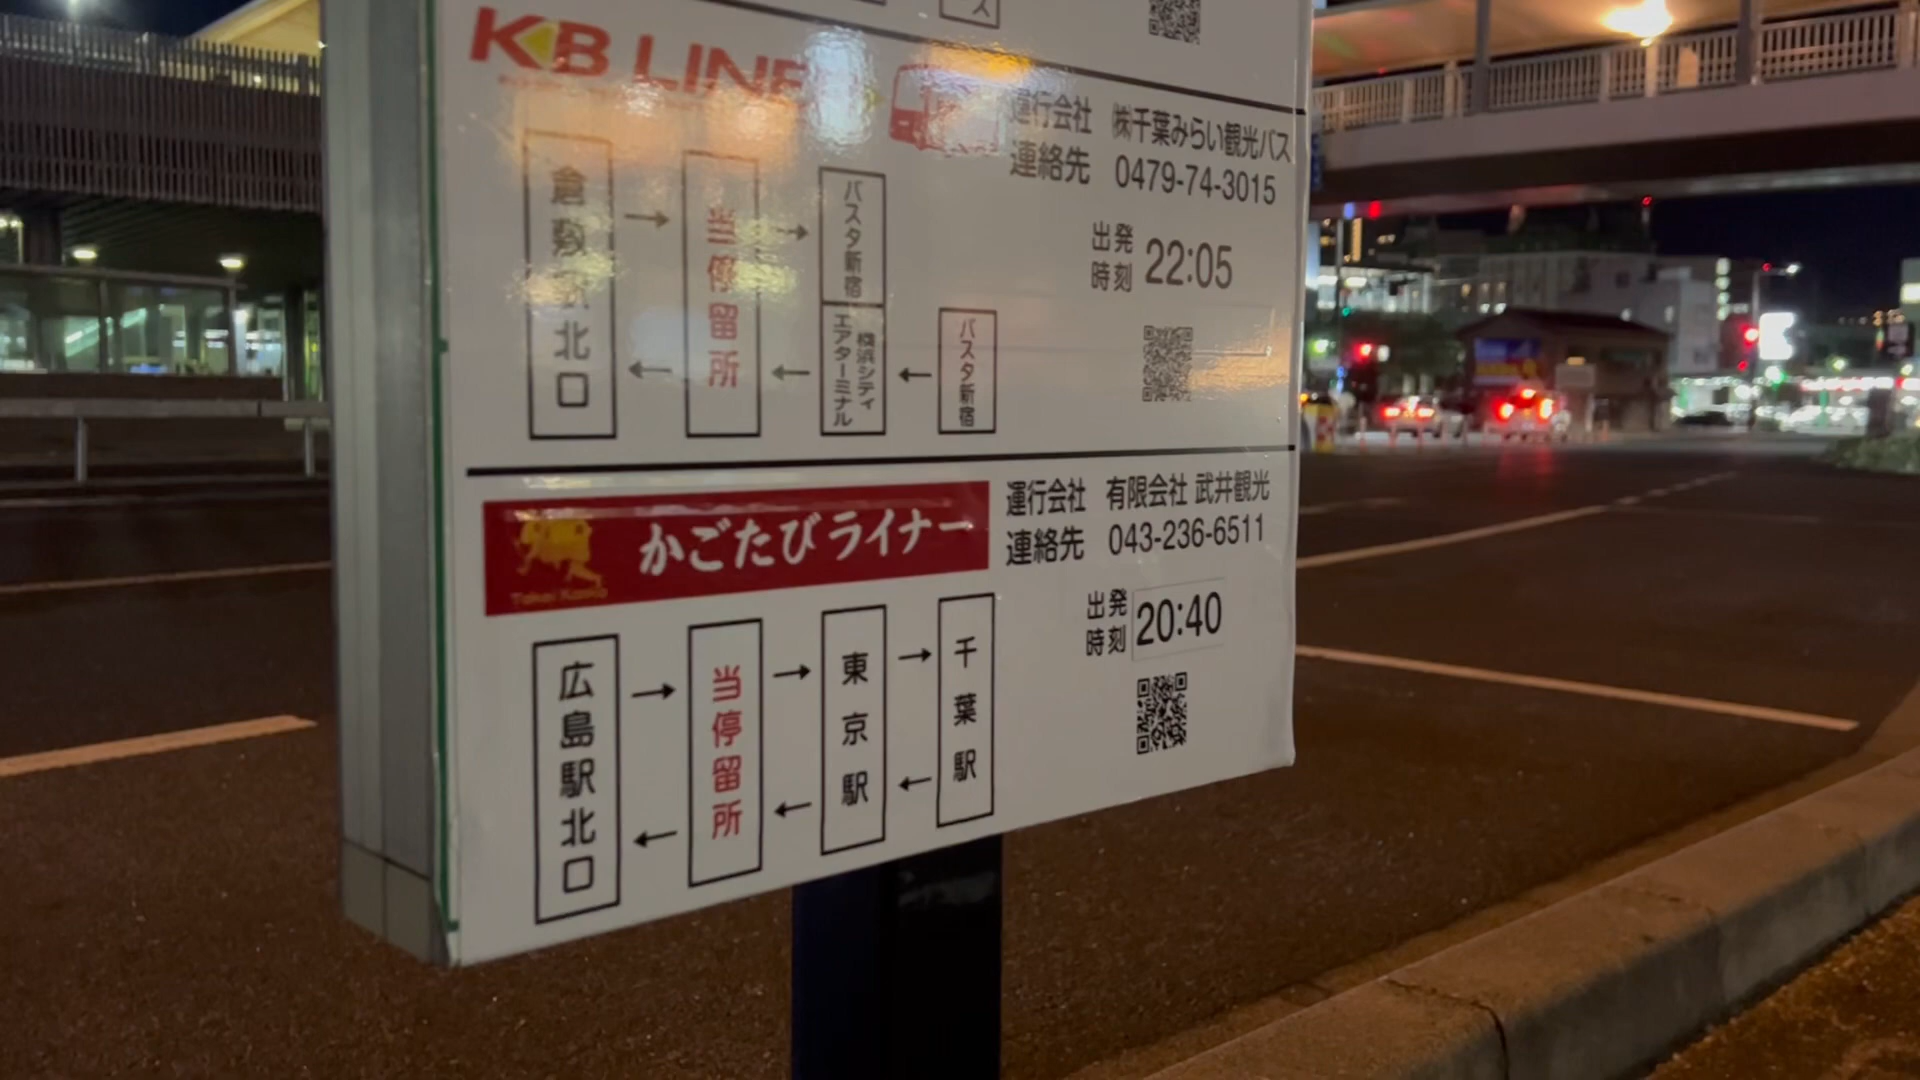 ス
KB LINE
運行会社 ㈱千葉みらい観光バス
連絡先 0479-74-3015
出発時刻 22:05
倉敷駅北口
当停留所
バスタ新宿
横浜シティエアターミナル
バスタ新宿
かごたびライナー
Takei Kanko
運行会社 有限会社 武井観光
連絡先 043-236-6511
出発時刻 20:40
広島駅北口
当停留所
東京駅
千葉駅